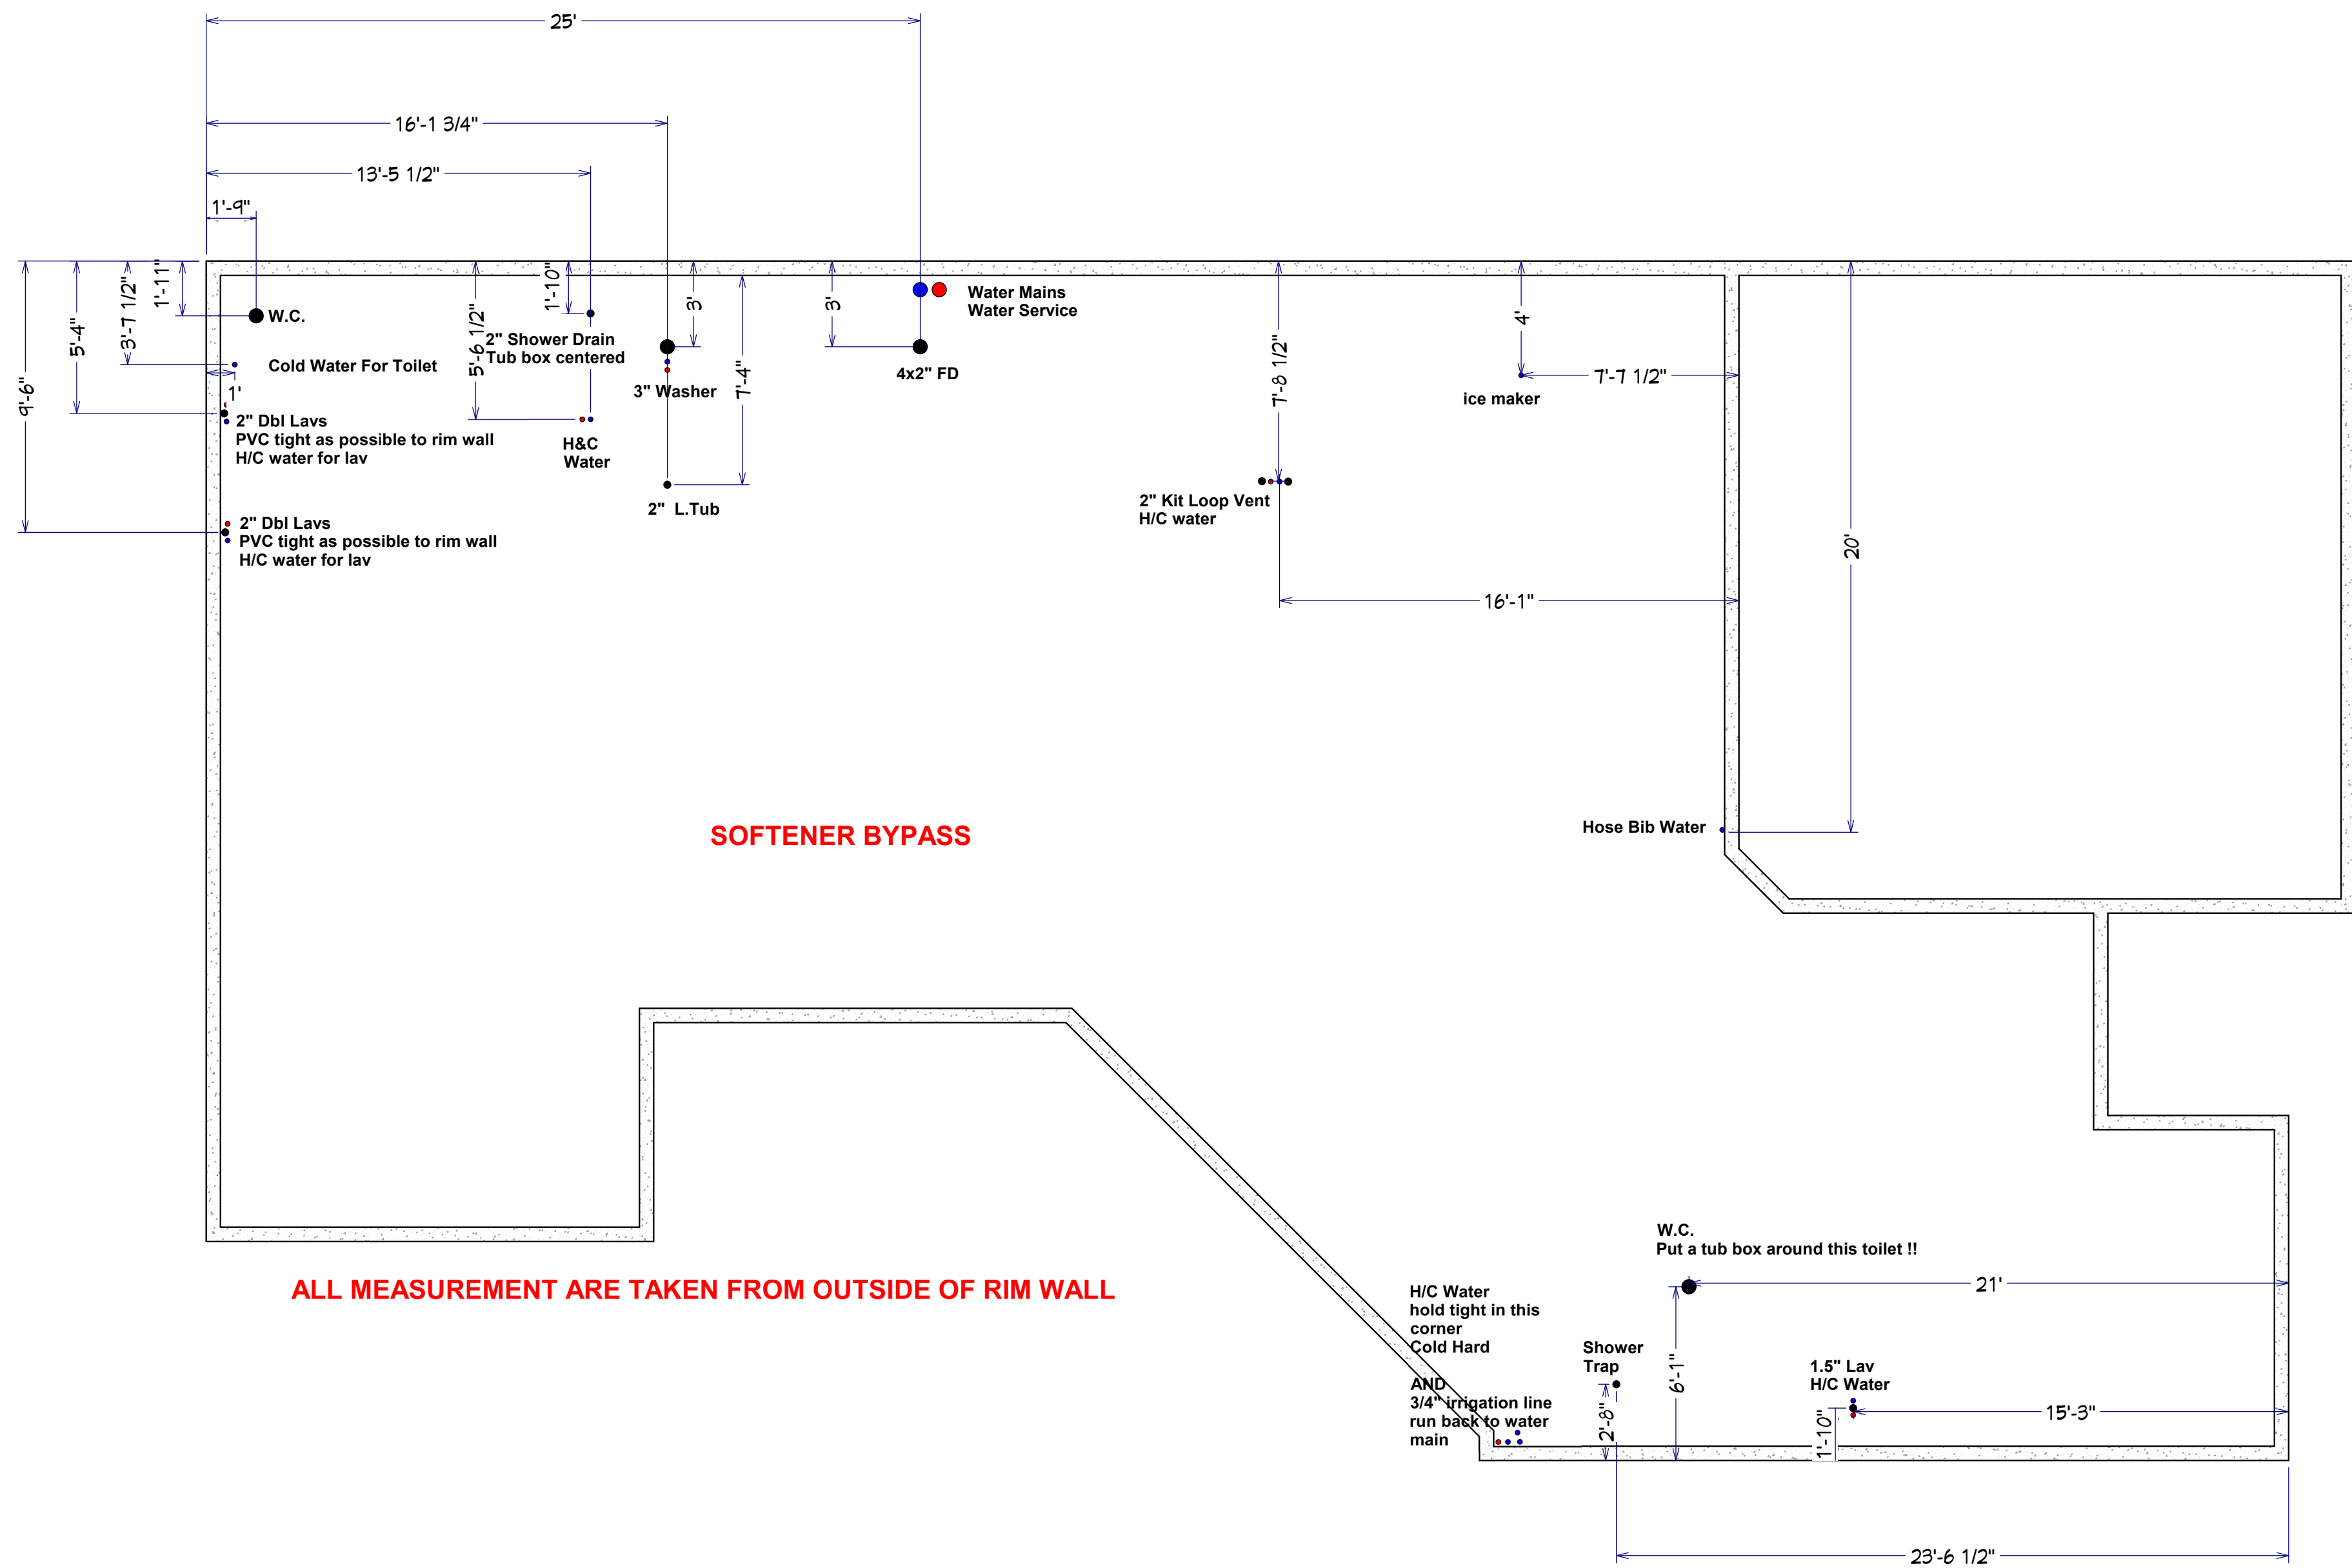 25'
16'-1 3/4"
13'-5 1/2"
1'-9"
9'-6"
5'-4"
3'-7 1/2"
1'-11"
W.C.
Cold Water For Toilet
1'
2" Dbl Lavs
PVC tight as possible to rim wall
H/C water for lav
2" Dbl Lavs
PVC tight as possible to rim wall
H/C water for lav
5'-6 1/2"
1'-10"
2" Shower Drain
Tub box centered
H&C
Water
3'
3" Washer
7'-4"
2" L.Tub
3'
Water Mains
Water Service
4x2" FD
7'-8 1/2"
2" Kit Loop Vent
H/C water
16'-1"
4'
7'-7 1/2"
ice maker
20'
Hose Bib Water
SOFTENER BYPASS
ALL MEASUREMENT ARE TAKEN FROM OUTSIDE OF RIM WALL
W.C.
Put a tub box around this toilet !!
21'
6'-1"
H/C Water
hold tight in this
corner
Cold Hard
AND
3/4" irrigation line
run back to water
main
Shower
Trap
2'-8"
1.5" Lav
H/C Water
15'-3"
1'-10"
23'-6 1/2"